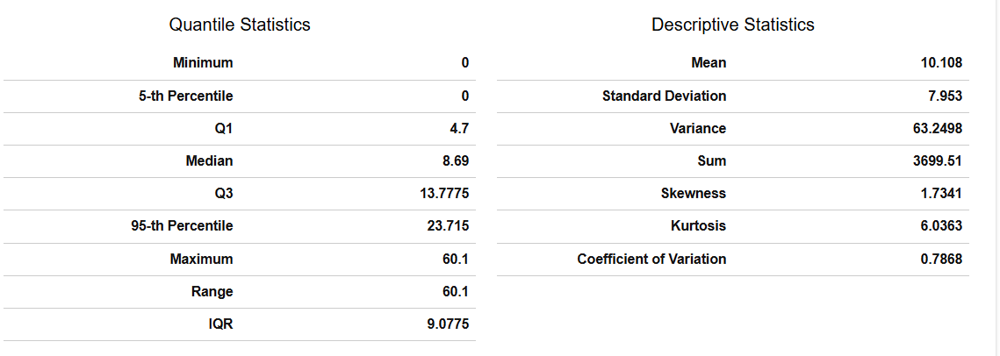 Quantile Statistics
Minimum 0
5-th Percentile 0
Q1 4.7
Median 8.69
Q3 13.7775
95-th Percentile 23.715
Maximum 60.1
Range 60.1
IQR 9.0775
Descriptive Statistics
Mean 10.108
Standard Deviation 7.953
Variance 63.2498
Sum 3699.51
Skewness 1.7341
Kurtosis 6.0363
Coefficient of Variation 0.7868